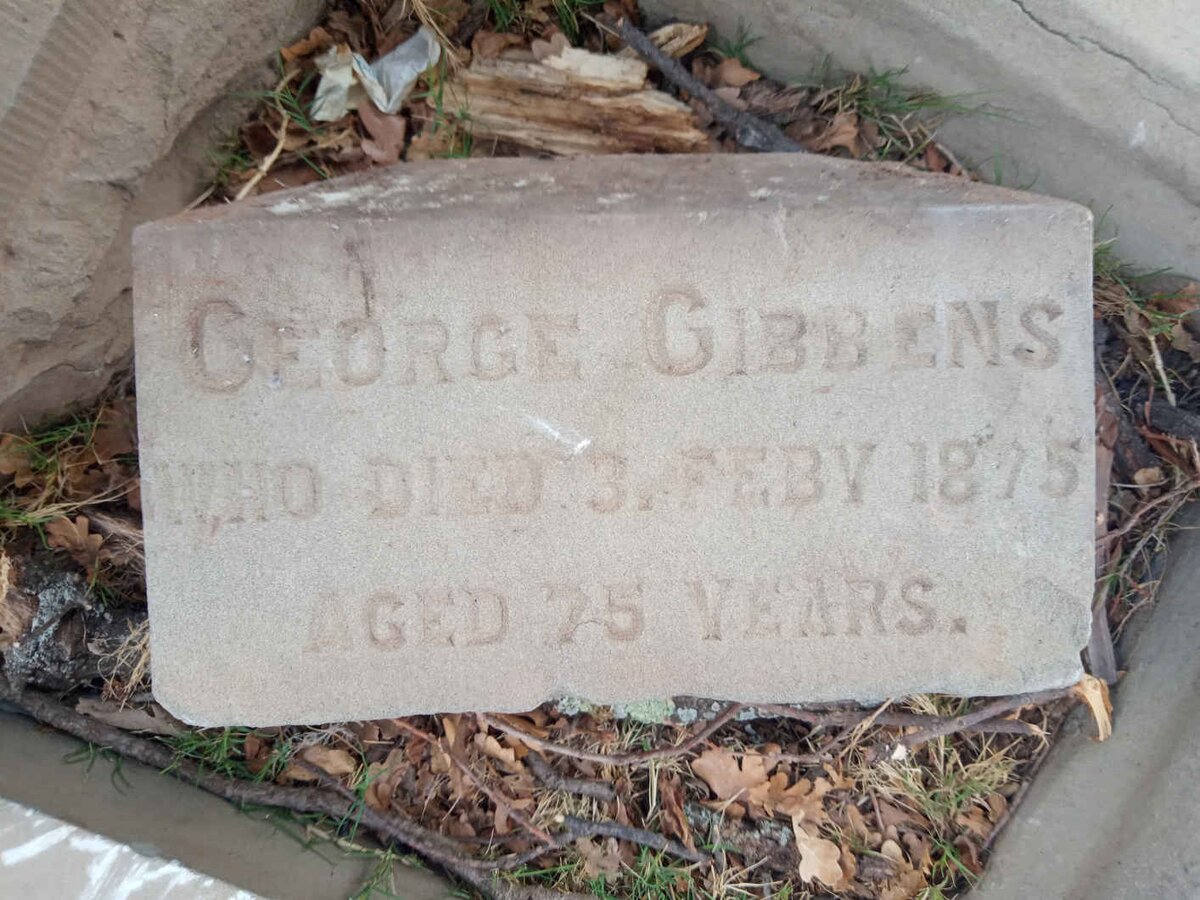 GEORGE GIBBENS
WHO DIED 3. FEBY 1875
AGED 75 YEARS.